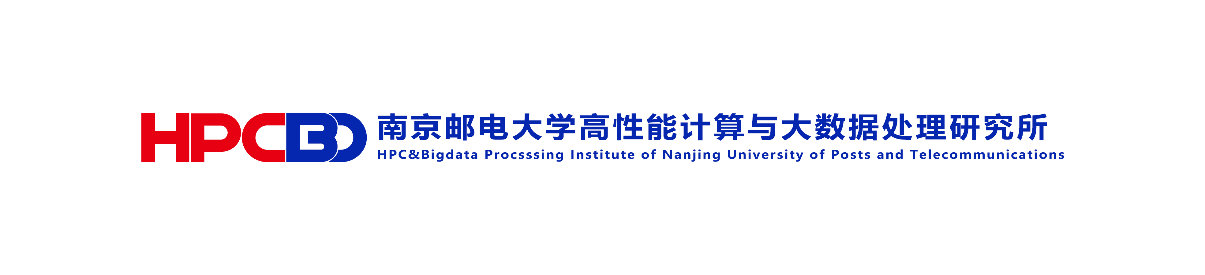 HPCBD 南京邮电大学高性能计算与大数据处理研究所
HPC&Bigdata Procsssing Institute of Nanjing University of Posts and Telecommunications